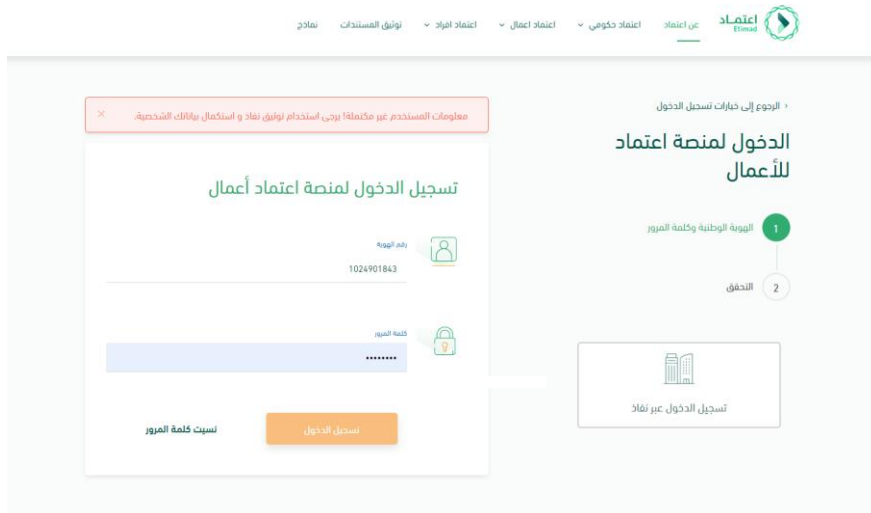 اعتمـاد
Etimad
عن اعتماد
اعتماد حكومي
اعتماد أعمال
اعتماد افراد
توثيق المستندات
نماذج
الرجوع إلى خيارات تسجيل الدخول
الدخول لمنصة اعتماد
للأعمال
1 الهوية الوطنية وكلمة المرور
2 التحقق
تسجيل الدخول عبر نفاذ
معلومات المستخدم غير مكتملة! يرجى استخدام توثيق نفاذ و استكمال بياناتك الشخصية.
تسجيل الدخول لمنصة اعتماد أعمال
رقم الهوية
1024901843
كلمة المرور
••••••••
تسجيل الدخول
نسيت كلمة المرور